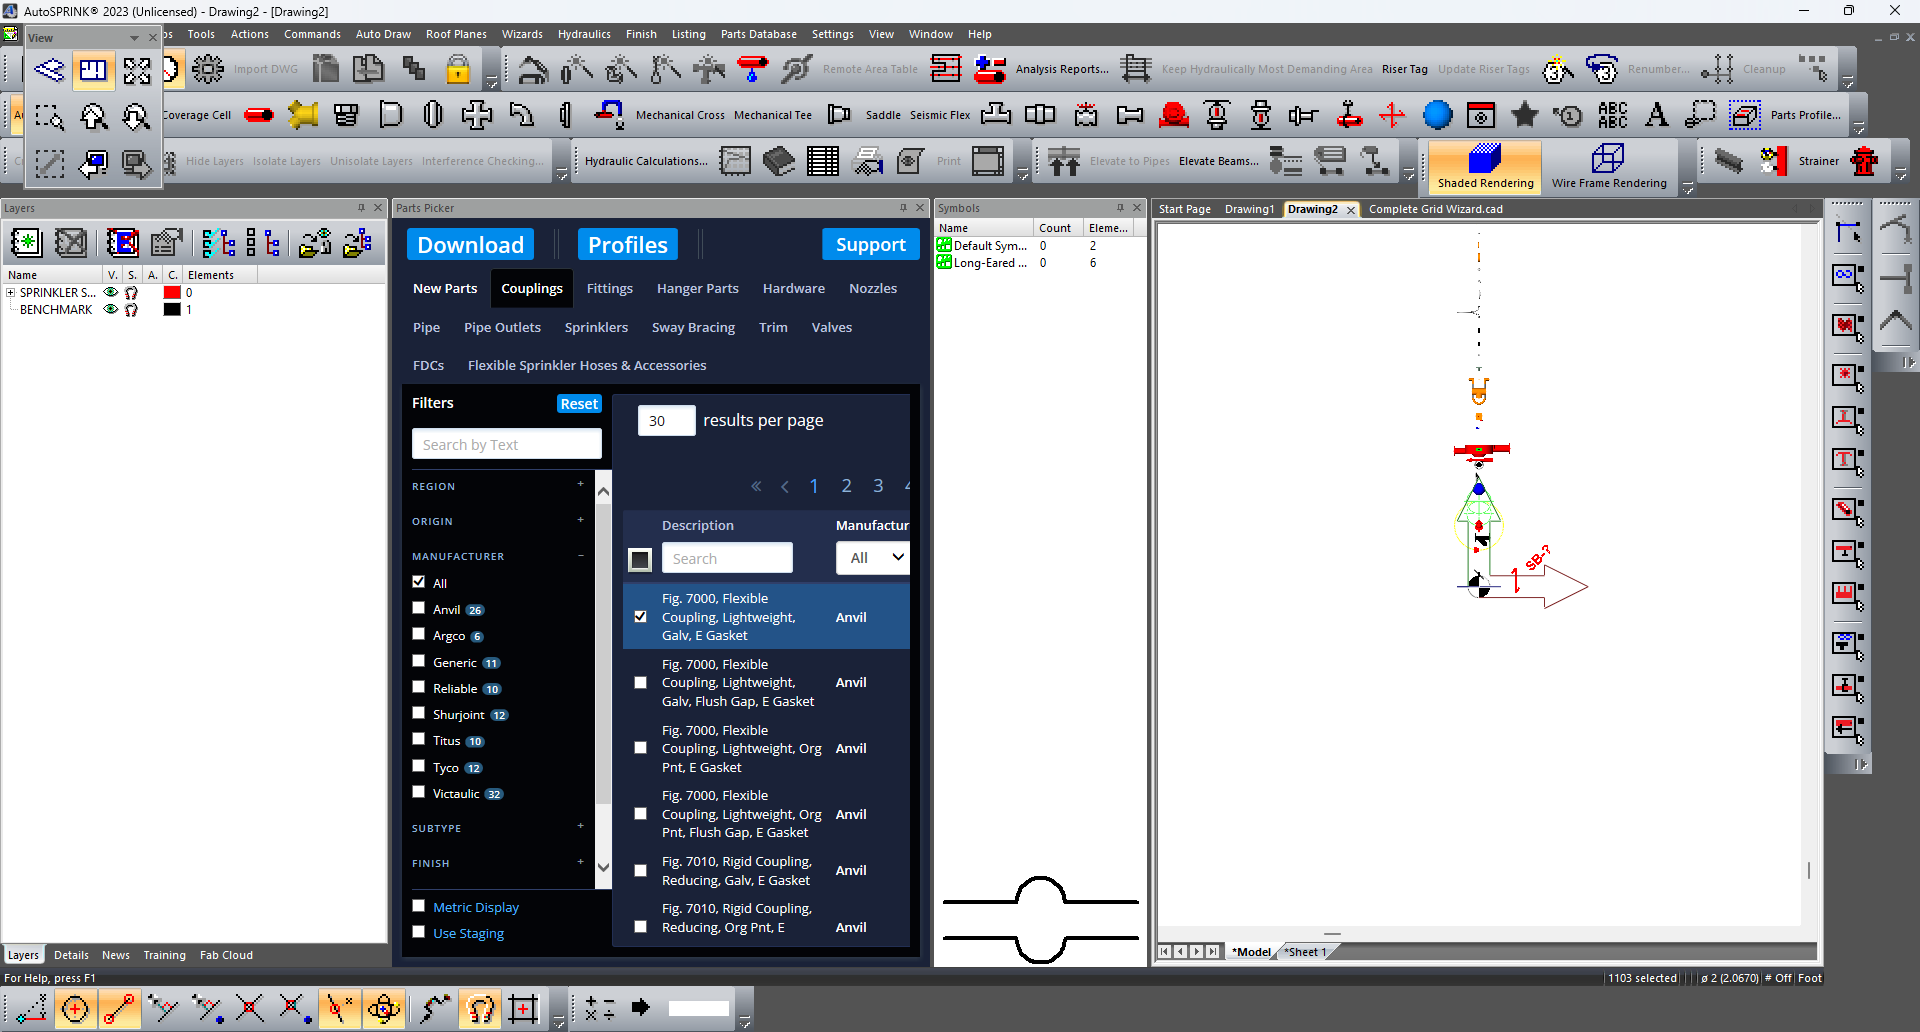 AutoSPRINK® 2023 (Unlicensed) - Drawing2 - [Drawing2]
View
Tools Actions Commands Auto Draw Roof Planes Wizards Hydraulics Finish Listing Parts Database Settings View Window Help
Import DWG
Remote Area Table
Analysis Reports...
Keep Hydraulically Most Demanding Area
Riser Tag
Update Riser Tags
Renumber...
Cleanup
Coverage Cell
Mechanical Cross
Mechanical Tee
Saddle
Seismic Flex
ABC
ABC
Parts Profile...
Hide Layers Isolate Layers Unisolate Layers Interference Checking...
Hydraulic Calculations...
Print
Elevate to Pipes
Elevate Beams...
Shaded Rendering
Wire Frame Rendering
Strainer
Layers
Name V. S. A. C. Elements
SPRINKLER S... 0
BENCHMARK 1
Parts Picker
Download Profiles Support
New Parts Couplings Fittings Hanger Parts Hardware Nozzles
Pipe Pipe Outlets Sprinklers Sway Bracing Trim Valves
FDCs Flexible Sprinkler Hoses & Accessories
Filters Reset
Search by Text
REGION +
ORIGIN +
MANUFACTURER −
All
Anvil 26
Argco 6
Generic 11
Reliable 10
Shurjoint 12
Titus 10
Tyco 12
Victaulic 32
SUBTYPE +
FINISH +
Metric Display
Use Staging
30 results per page
« ‹ 1 2 3 4
Description Manufactur
Search All
Fig. 7000, Flexible
Coupling, Lightweight, Anvil
Galv, E Gasket
Fig. 7000, Flexible
Coupling, Lightweight, Anvil
Galv, Flush Gap, E Gasket
Fig. 7000, Flexible
Coupling, Lightweight, Org Anvil
Pnt, E Gasket
Fig. 7000, Flexible
Coupling, Lightweight, Org Anvil
Pnt, Flush Gap, E Gasket
Fig. 7010, Rigid Coupling, Anvil
Reducing, Galv, E Gasket
Fig. 7010, Rigid Coupling,
Reducing, Org Pnt, E Anvil
Symbols
Name Count Eleme...
Default Sym... 0 2
Long-Eared ... 0 6
Start Page Drawing1 Drawing2 Complete Grid Wizard.cad
SB-?
*Model *Sheet 1
Layers Details News Training Fab Cloud
For Help, press F1
1103 selected ø 2 (2.0670) # Off Foot